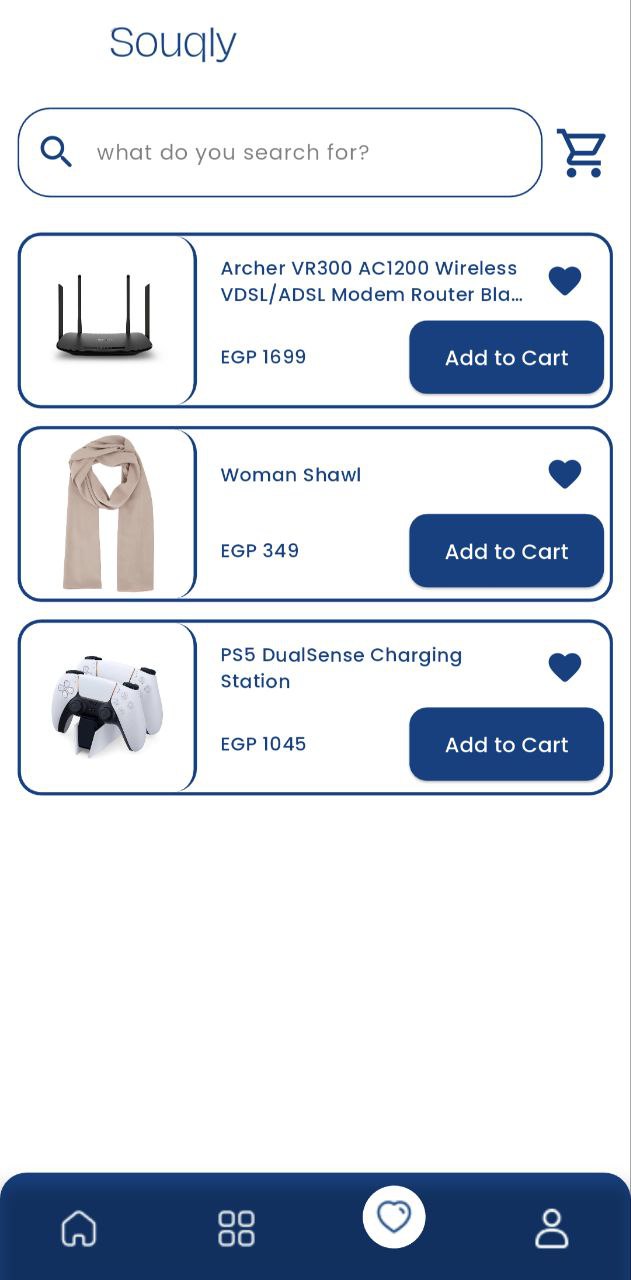 Souqly
what do you search for?
Archer VR300 AC1200 Wireless
VDSL/ADSL Modem Router Bla…
EGP 1699
Add to Cart
Woman Shawl
EGP 349
Add to Cart
PS5 DualSense Charging
Station
EGP 1045
Add to Cart